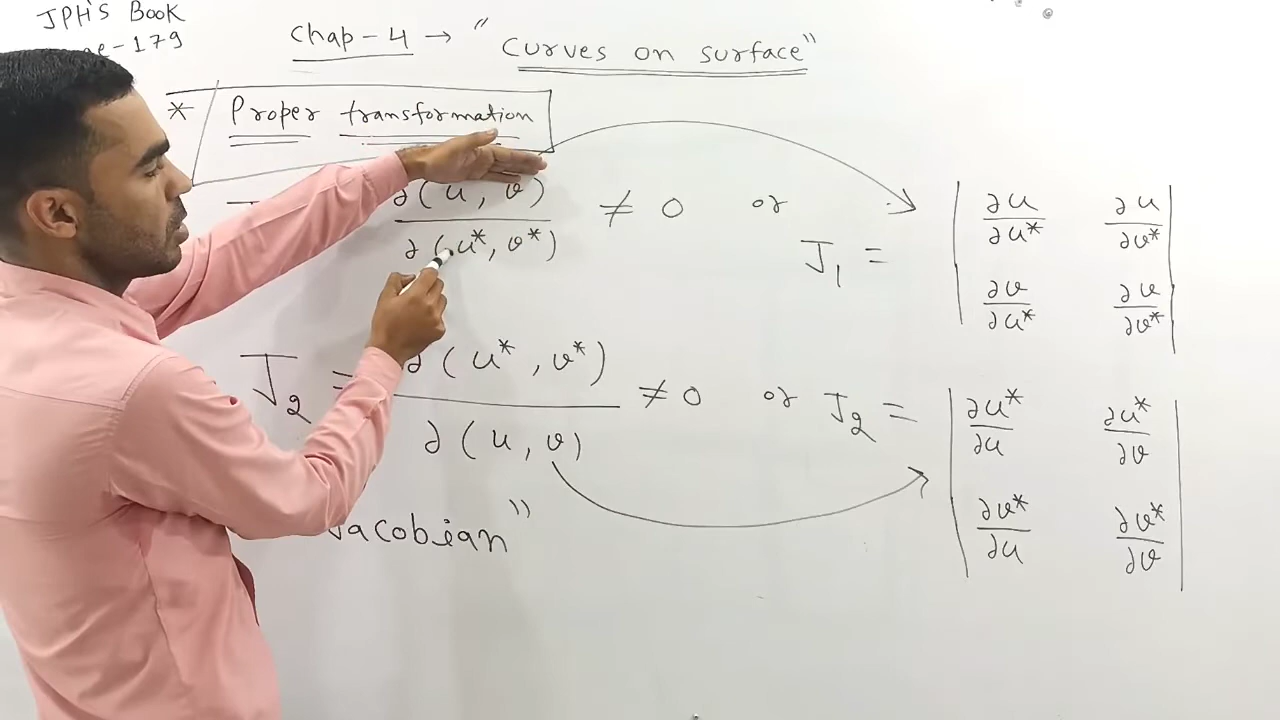 JPH'S BOOK
-179
Chap-4 → "Curves on surface"
* Proper transformation
∂(u, v) / ∂(u*, v*) ≠ 0 or J₁ = | ∂u/∂u* ∂u/∂v* |
| ∂v/∂u* ∂v/∂v* |
J₂ = ∂(u*, v*) / ∂(u, v) ≠ 0 or J₂ = | ∂u*/∂u ∂u*/∂v |
| ∂v*/∂u ∂v*/∂v |
Jacobian"